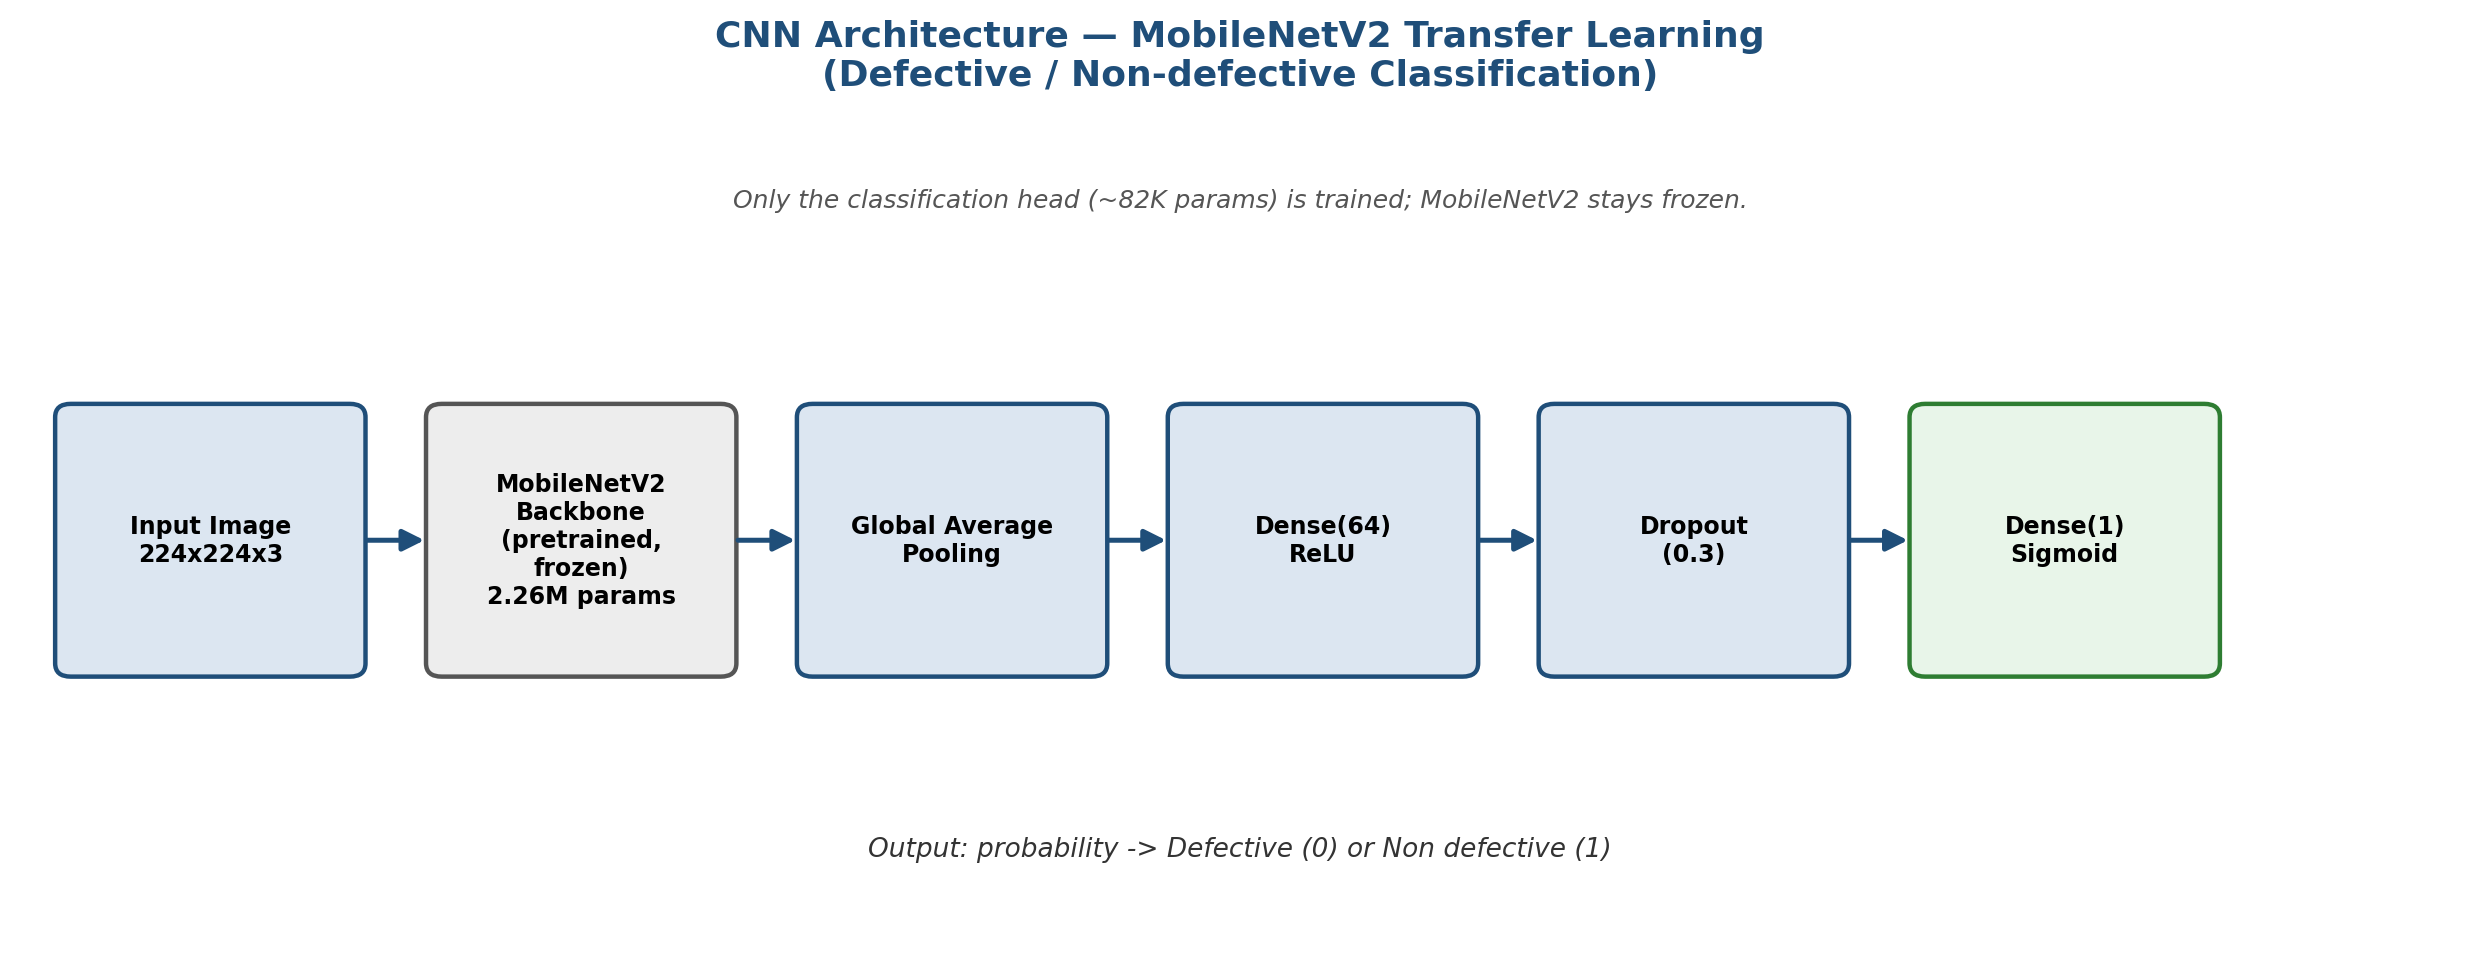 CNN Architecture — MobileNetV2 Transfer Learning
(Defective / Non-defective Classification)
Only the classification head (~82K params) is trained; MobileNetV2 stays frozen.
Input Image
224x224x3
MobileNetV2
Backbone
(pretrained,
frozen)
2.26M params
Global Average
Pooling
Dense(64)
ReLU
Dropout
(0.3)
Dense(1)
Sigmoid
Output: probability -> Defective (0) or Non defective (1)